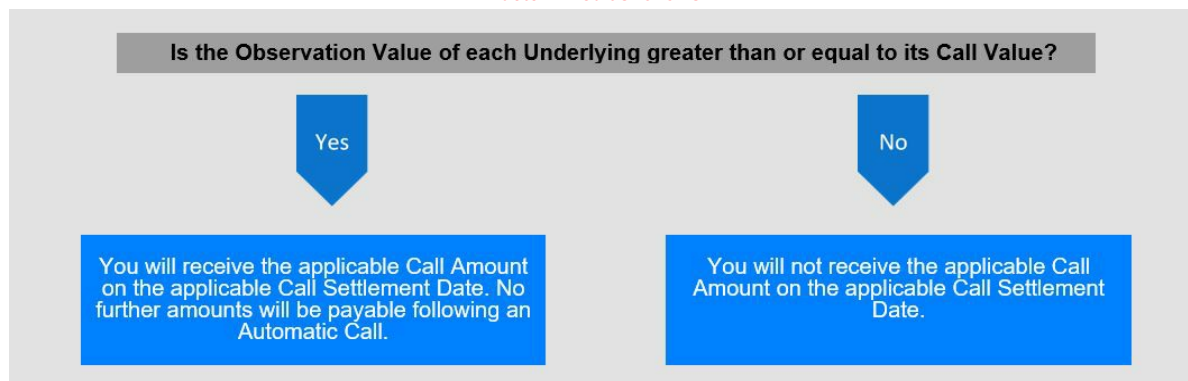 Is the Observation Value of each Underlying greater than or equal to its Call Value?
Yes
No
You will receive the applicable Call Amount
on the applicable Call Settlement Date. No
further amounts will be payable following an
Automatic Call.
You will not receive the applicable Call
Amount on the applicable Call Settlement
Date.